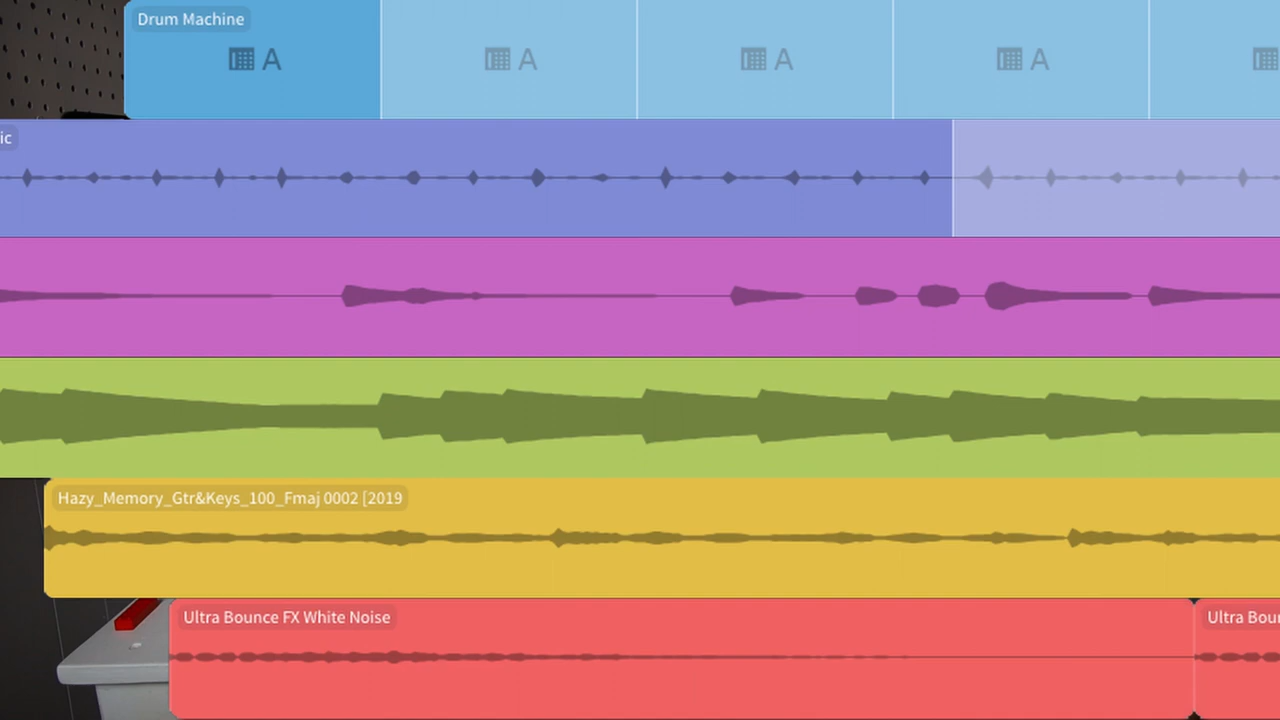 Drum Machine
A
A
A
A
ic
Hazy_Memory_Gtr&Keys_100_Fmaj 0002 [2019
Ultra Bounce FX White Noise
Ultra Bour